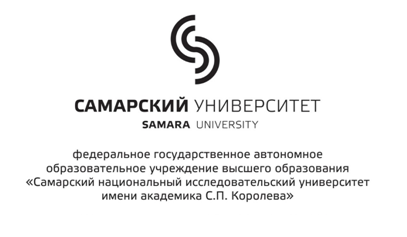 САМАРСКИЙ УНИВЕРСИТЕТ
SAMARA UNIVERSITY
федеральное государственное автономное
образовательное учреждение высшего образования
«Самарский национальный исследовательский университет
имени академика С.П. Королева»